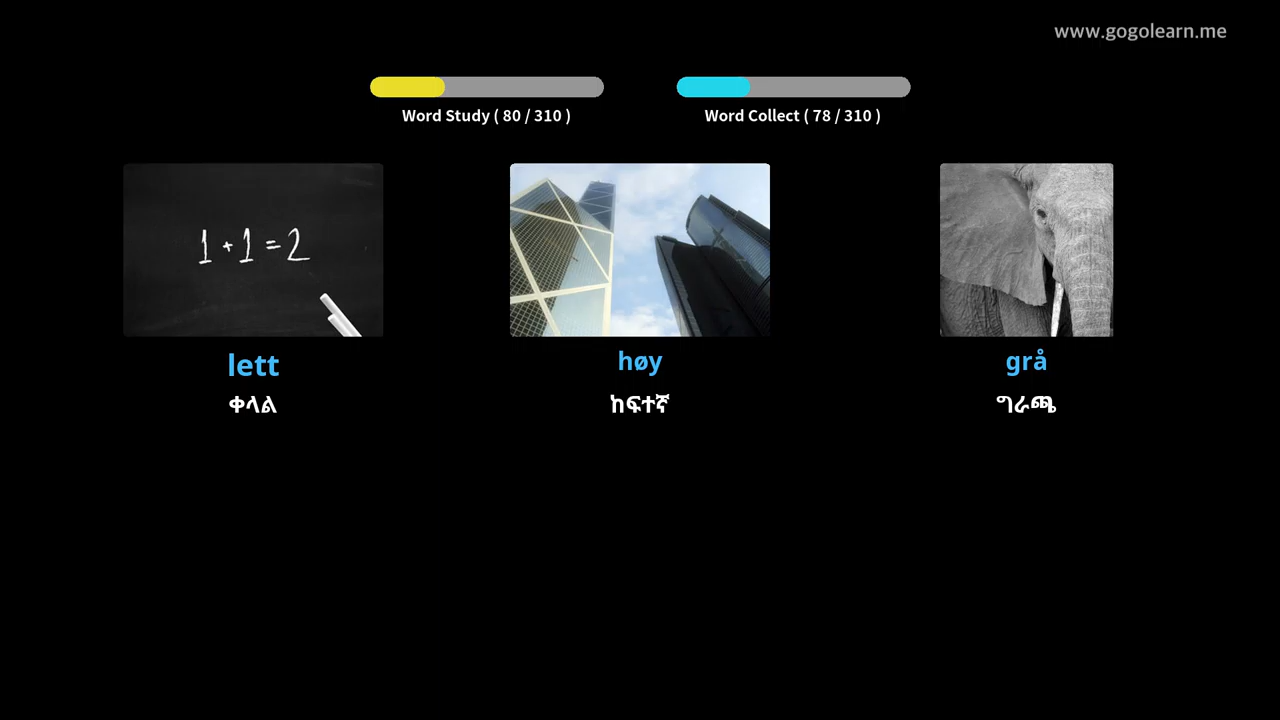 www.gogolearn.me
Word Study ( 80 / 310 )
Word Collect ( 78 / 310 )
1 + 1 = 2
lett
høy
grå
ቀላል
ከፍተኛ
ግራጫ